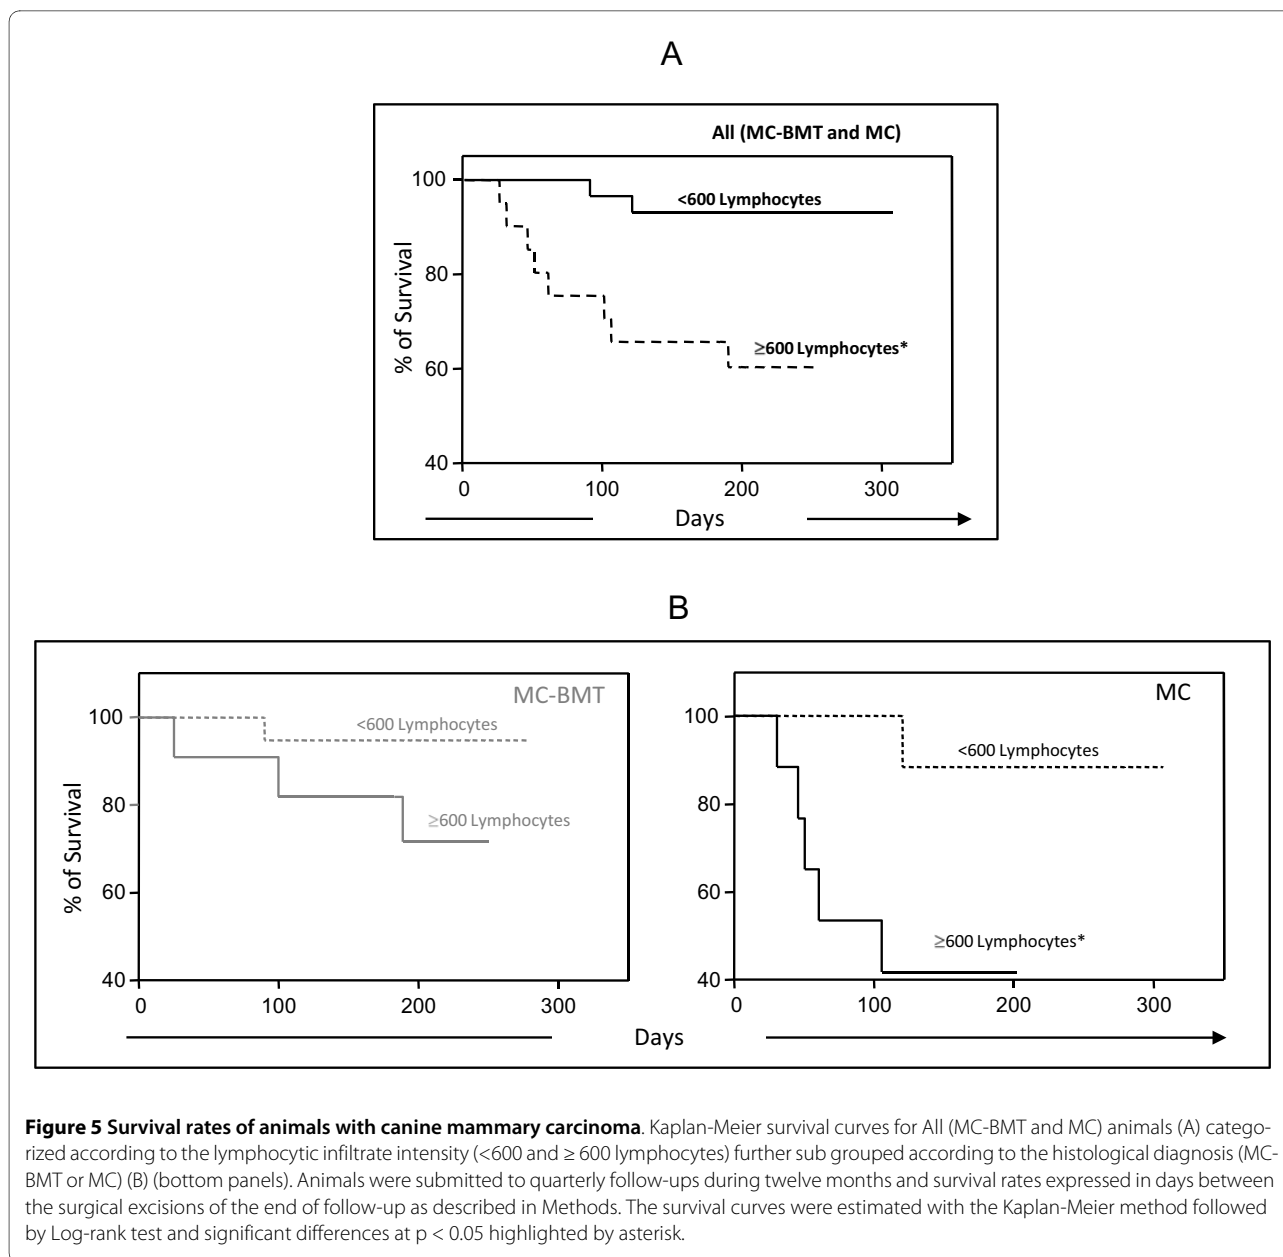 A
All (MC-BMT and MC)
100
80
60
40
% of Survival
<600 Lymphocytes
≥600 Lymphocytes*
0 100 200 300
Days
B
MC-BMT
100
80
60
40
% of Survival
<600 Lymphocytes
≥600 Lymphocytes
0 100 200 300
MC
100
80
60
40
<600 Lymphocytes
≥600 Lymphocytes*
0 100 200 300
Days
Figure 5 Survival rates of animals with canine mammary carcinoma. Kaplan-Meier survival curves for All (MC-BMT and MC) animals (A) catego-
rized according to the lymphocytic infiltrate intensity (<600 and ≥ 600 lymphocytes) further sub grouped according to the histological diagnosis (MC-
BMT or MC) (B) (bottom panels). Animals were submitted to quarterly follow-ups during twelve months and survival rates expressed in days between
the surgical excisions of the end of follow-up as described in Methods. The survival curves were estimated with the Kaplan-Meier method followed
by Log-rank test and significant differences at p < 0.05 highlighted by asterisk.